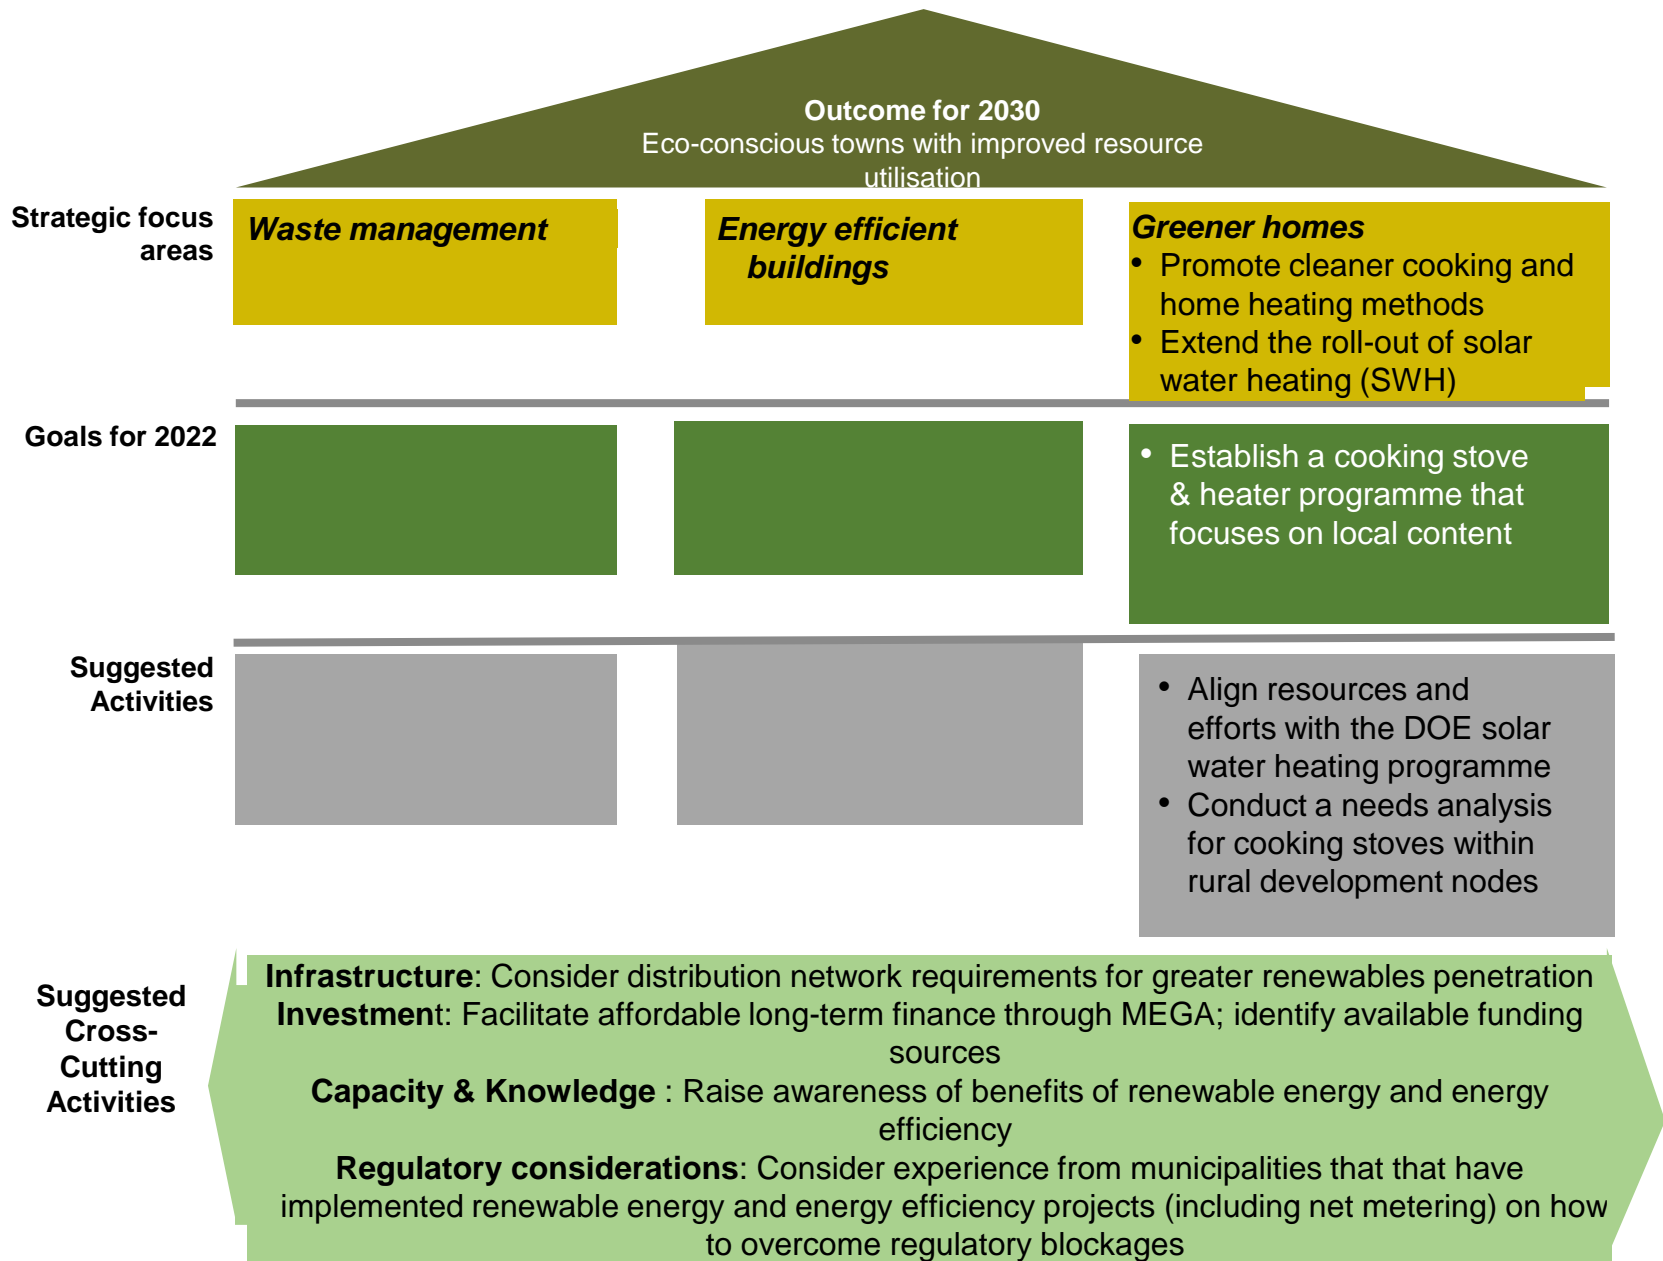 Outcome for 2030
Eco-conscious towns with improved resource
utilisation
Strategic focus
areas
Waste management
Energy efficient
buildings
Greener homes
• Promote cleaner cooking and
home heating methods
• Extend the roll-out of solar
water heating (SWH)
Goals for 2022
• Establish a cooking stove
& heater programme that
focuses on local content
Suggested
Activities
• Align resources and
efforts with the DOE solar
water heating programme
• Conduct a needs analysis
for cooking stoves within
rural development nodes
Suggested
Cross-
Cutting
Activities
Infrastructure: Consider distribution network requirements for greater renewables penetration
Investment: Facilitate affordable long-term finance through MEGA; identify available funding
sources
Capacity & Knowledge : Raise awareness of benefits of renewable energy and energy
efficiency
Regulatory considerations: Consider experience from municipalities that that have
implemented renewable energy and energy efficiency projects (including net metering) on how
to overcome regulatory blockages